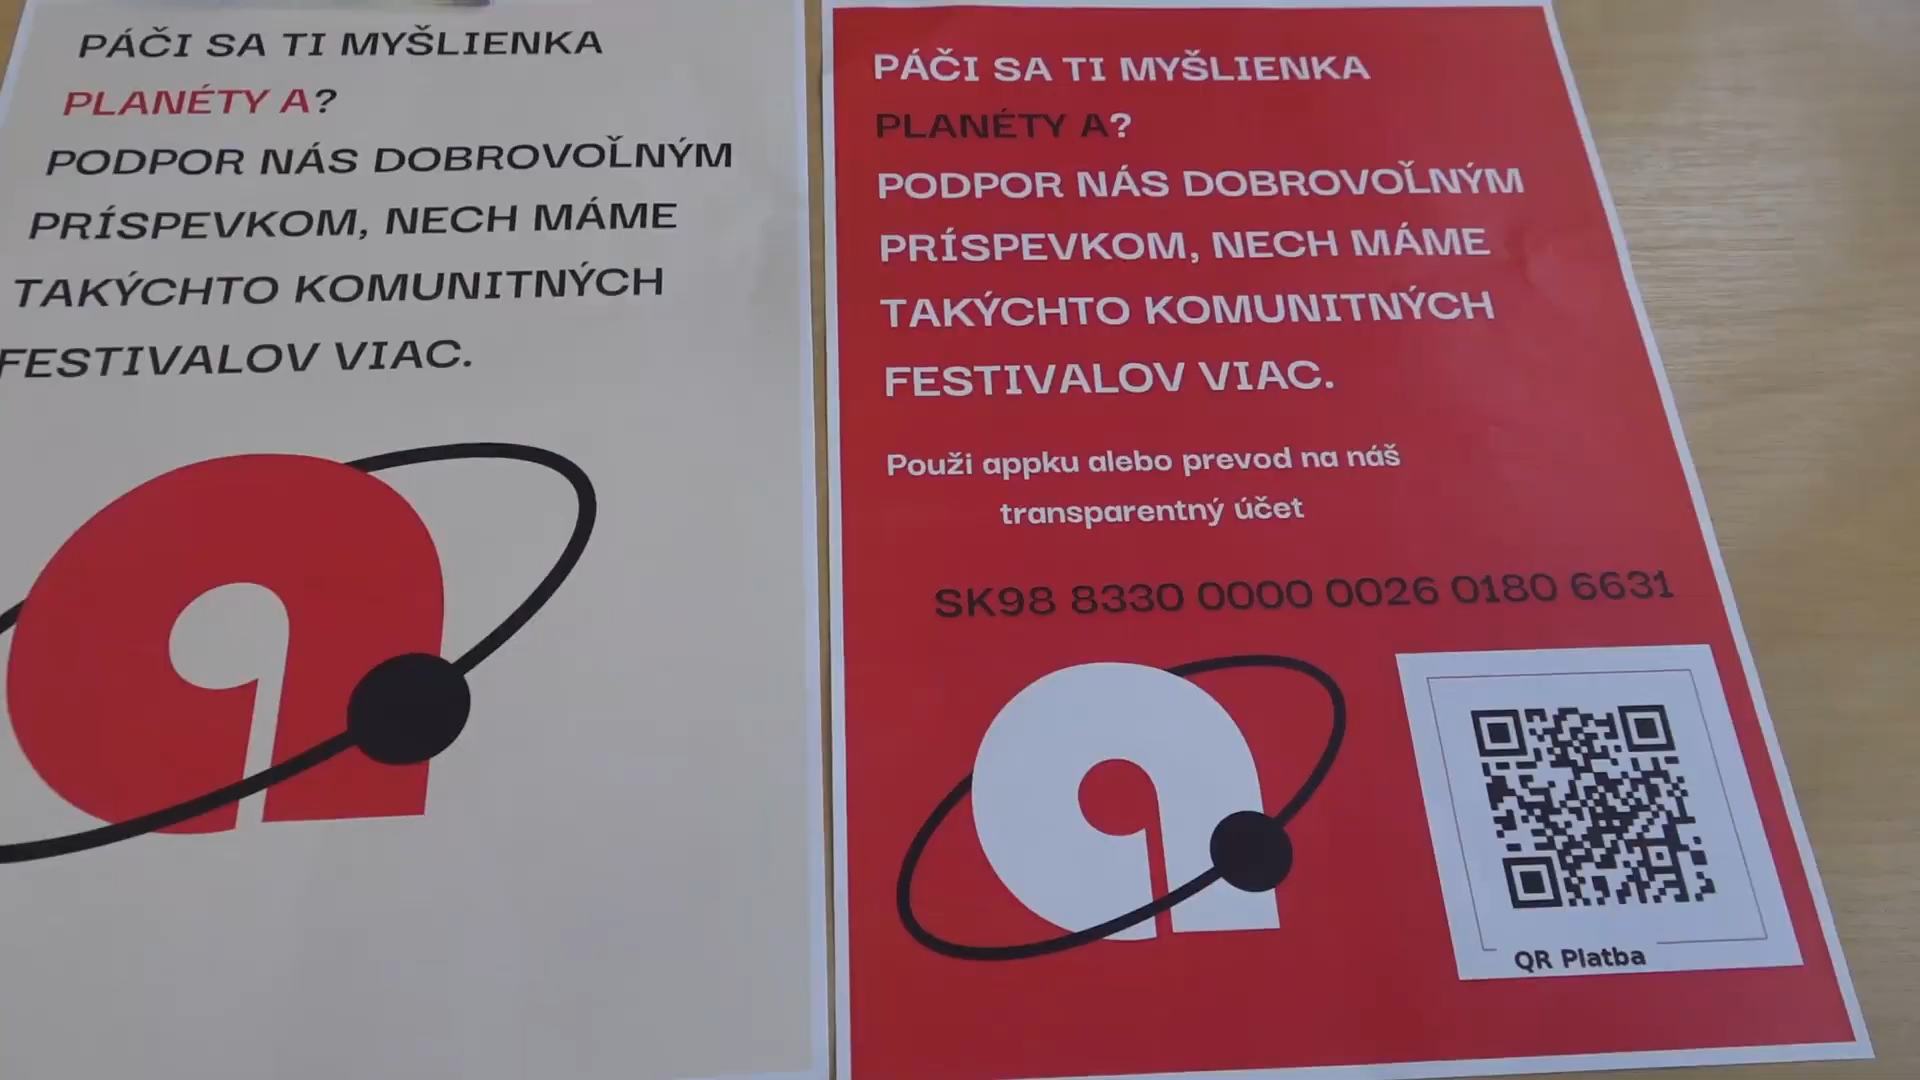 PÁČI SA TI MYŠLIENKA
PLANÉTY A?
PODPOR NÁS DOBROVOĽNÝM
PRÍSPEVKOM, NECH MÁME
TAKÝCHTO KOMUNITNÝCH
FESTIVALOV VIAC.
PÁČI SA TI MYŠLIENKA
PLANÉTY A?
PODPOR NÁS DOBROVOĽNÝM
PRÍSPEVKOM, NECH MÁME
TAKÝCHTO KOMUNITNÝCH
FESTIVALOV VIAC.
Použi appku alebo prevod na náš
transparentný účet
SK98 8330 0000 0026 0180 6631
QR Platba